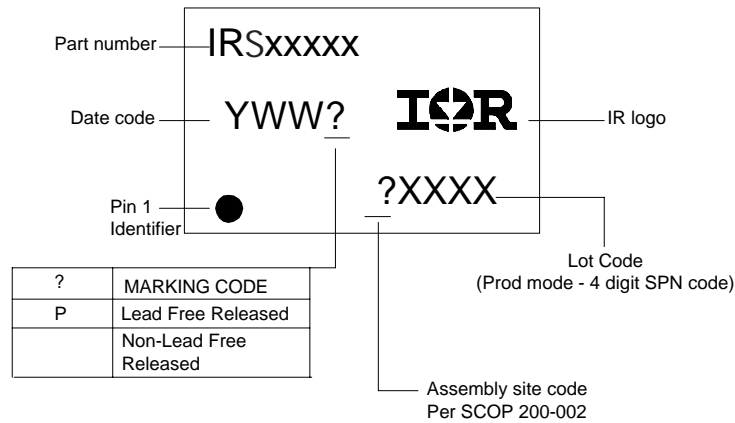 Part number
IRSxxxxx
Date code
YWW?
IOR
IR logo
?XXXX
Pin 1
Identifier
Lot Code
(Prod mode - 4 digit SPN code)
? MARKING CODE
P Lead Free Released
Non-Lead Free
Released
Assembly site code
Per SCOP 200-002